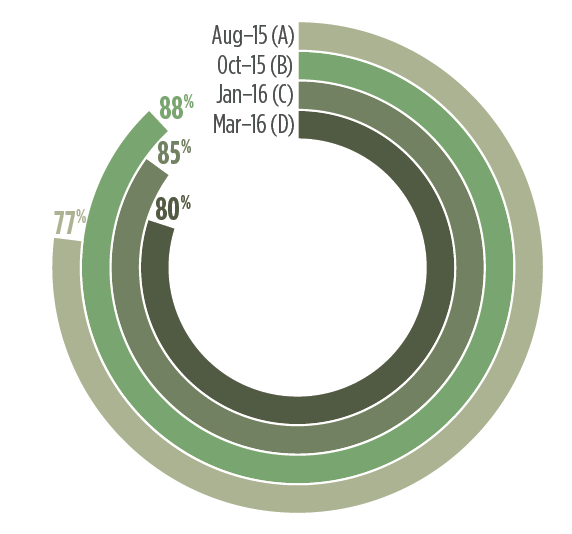 Aug–15 (A)
Oct–15 (B)
Jan–16 (C)
Mar–16 (D)
88%
85%
80%
77%